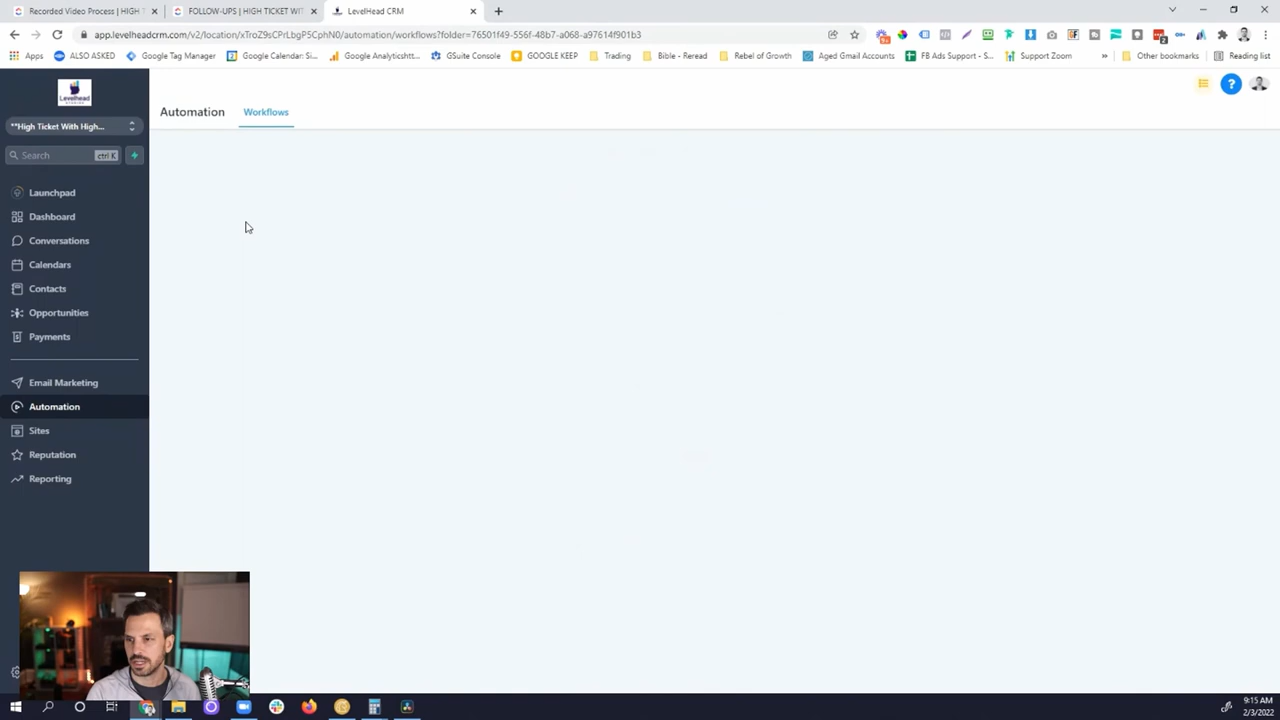 Recorded Video Process | HIGH T
FOLLOW-UPS | HIGH TICKET WIT
LevelHead CRM
app.levelheadcrm.com/v2/location/xTroZ9sCPrLbgP5CphN0/automation/workflows?folder=76501f49-556f-48b7-a068-a97614f901b3
Apps
ALSO ASKED
Google Tag Manager
Google Calendar: Si...
Google Analyticshtt...
GSuite Console
GOOGLE KEEP
Trading
Bible - Reread
Rebel of Growth
Aged Gmail Accounts
FB Ads Support - S...
Support Zoom
Other bookmarks
Reading list
Levelhead
Automation
Workflows
**High Ticket With High...
Search
ctrl K
Launchpad
Dashboard
Conversations
Calendars
Contacts
Opportunities
Payments
Email Marketing
Automation
Sites
Reputation
Reporting
9:15 AM
2/3/2022